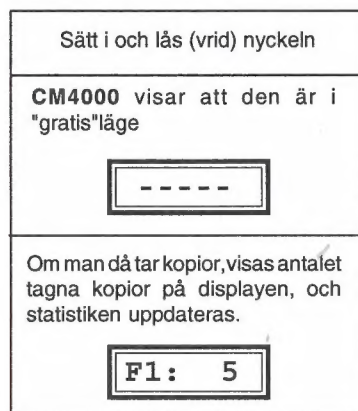 Sätt i och lås (vrid) nyckeln
CM4000 visar att den är i
"gratis"läge
-----
Om man då tar kopior,visas antalet
tagna kopior på displayen, och
statistiken uppdateras.
F1: 5